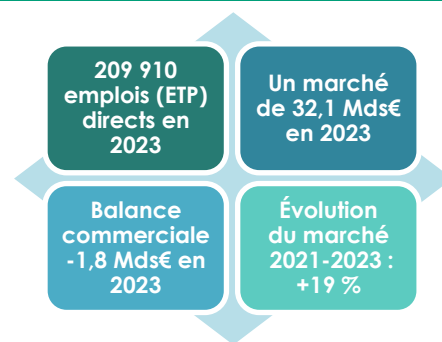 209 910
emplois (ETP)
directs en
2023
Un marché
de 32,1 Mds€
en 2023
Balance
commerciale
-1,8 Mds€ en
2023
Évolution
du marché
2021-2023 :
+19 %